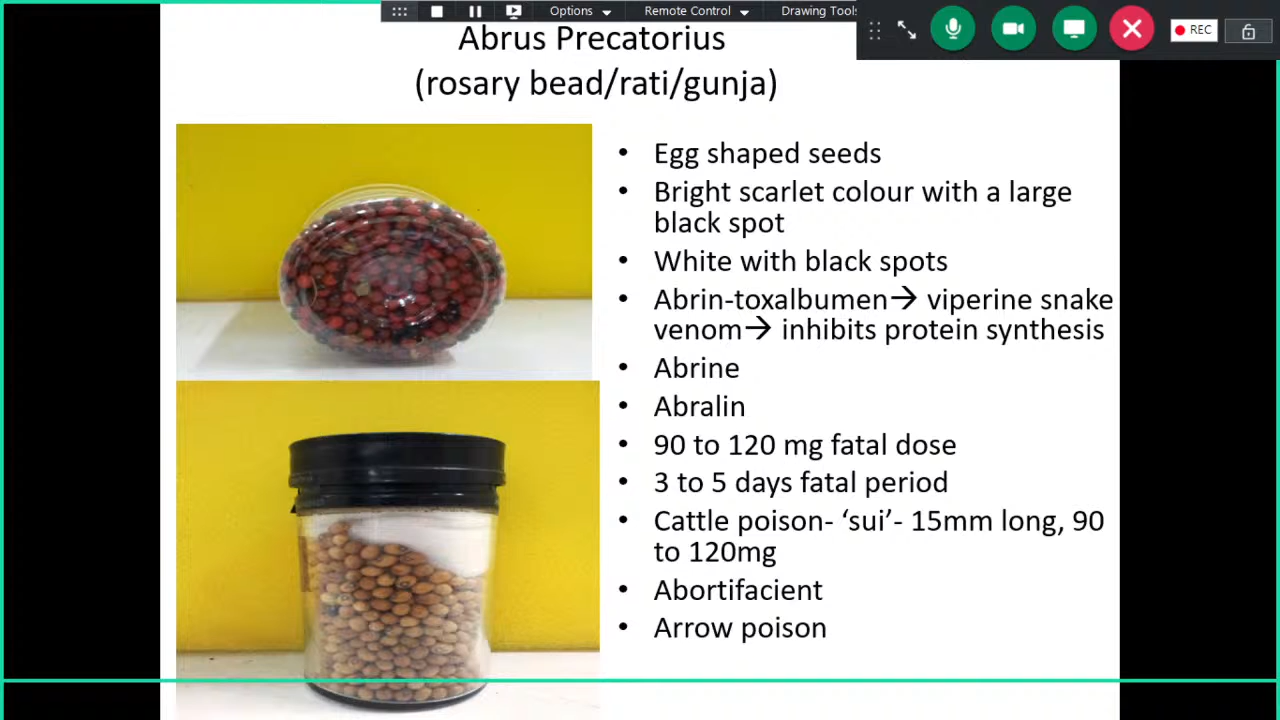 Options
Remote Control
Drawing Tools
REC
Abrus Precatorius
(rosary bead/rati/gunja)
• Egg shaped seeds
• Bright scarlet colour with a large
black spot
• White with black spots
• Abrin-toxalbumen→ viperine snake
venom→ inhibits protein synthesis
• Abrine
• Abralin
• 90 to 120 mg fatal dose
• 3 to 5 days fatal period
• Cattle poison- ‘sui’- 15mm long, 90
to 120mg
• Abortifacient
• Arrow poison